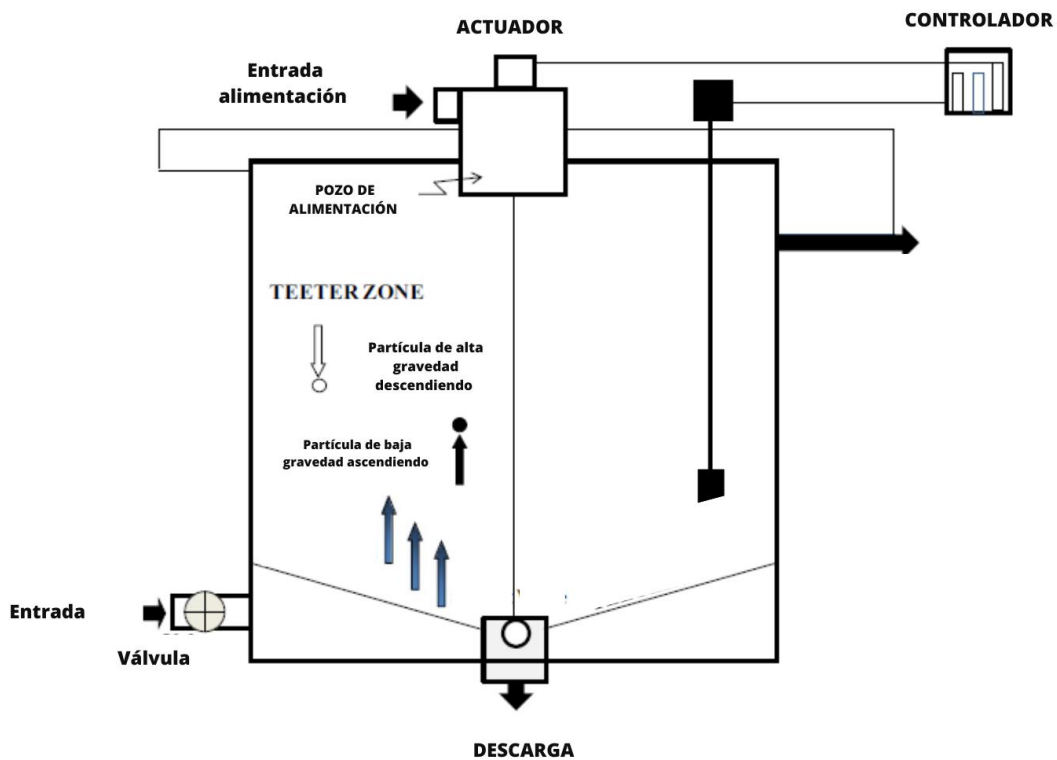 CONTROLADOR
ACTUADOR
Entrada
alimentación
POZO DE
ALIMENTACIÓN
TEETER ZONE
Partícula de alta
gravedad
descendiendo
Partícula de baja
gravedad ascendiendo
Entrada
Válvula
DESCARGA